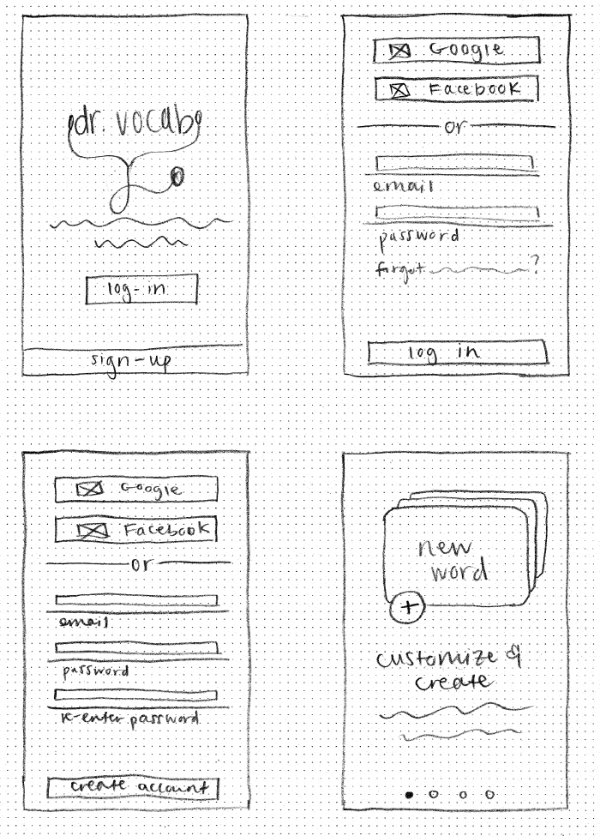 dr. vocab
log-in
sign-up
Google
Facebook
or
email
password
forgot ?
log in
Google
Facebook
or
email
password
re-enter password
create account
new
word
+
customize &
create